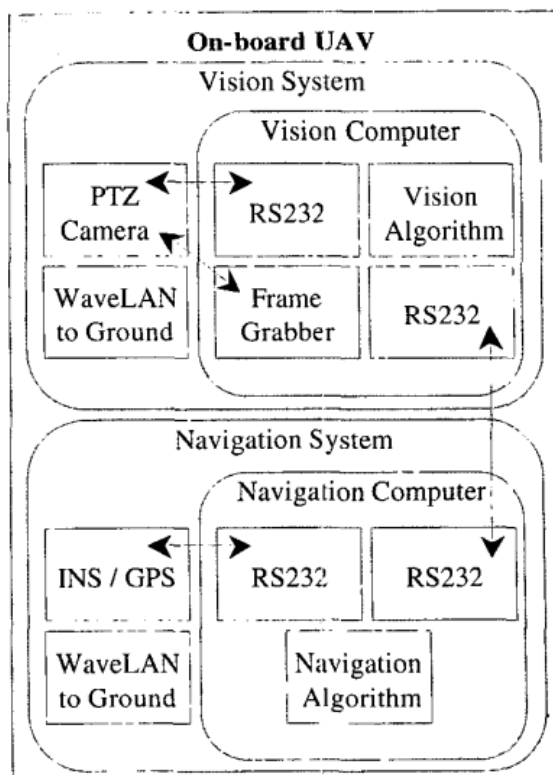 On-board UAV
Vision System
Vision Computer
PTZ
Camera
RS232
Vision
Algorithm
WaveLAN
to Ground
Frame
Grabber
RS232
Navigation System
Navigation Computer
INS / GPS
RS232
RS232
WaveLAN
to Ground
Navigation
Algorithm